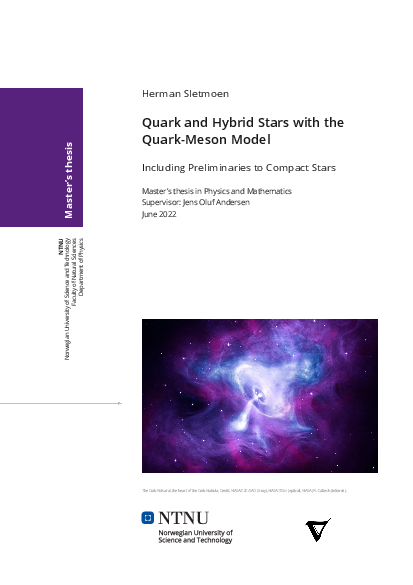 Herman Sletmoen
Quark and Hybrid Stars with the
Quark-Meson Model
Including Preliminaries to Compact Stars
Master's thesis in Physics and Mathematics
Supervisor: Jens Oluf Andersen
June 2022
Master's thesis
NTNU
Norwegian University of Science and Technology
Faculty of Natural Sciences
Department of Physics
NTNU
Norwegian University of
Science and Technology